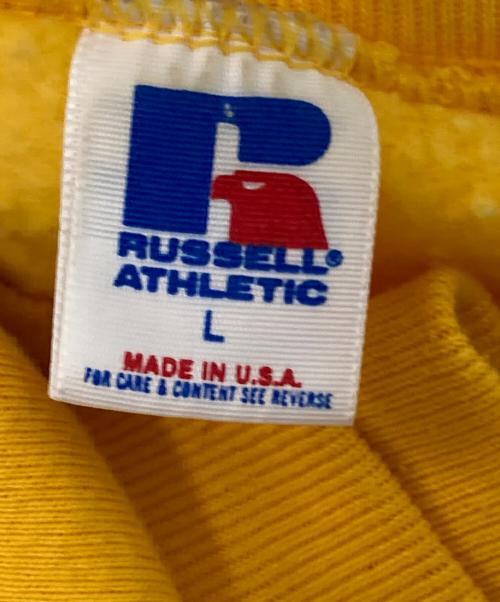 RUSSELL®
ATHLETIC
L
MADE IN U.S.A.
FOR CARE & CONTENT SEE REVERSE